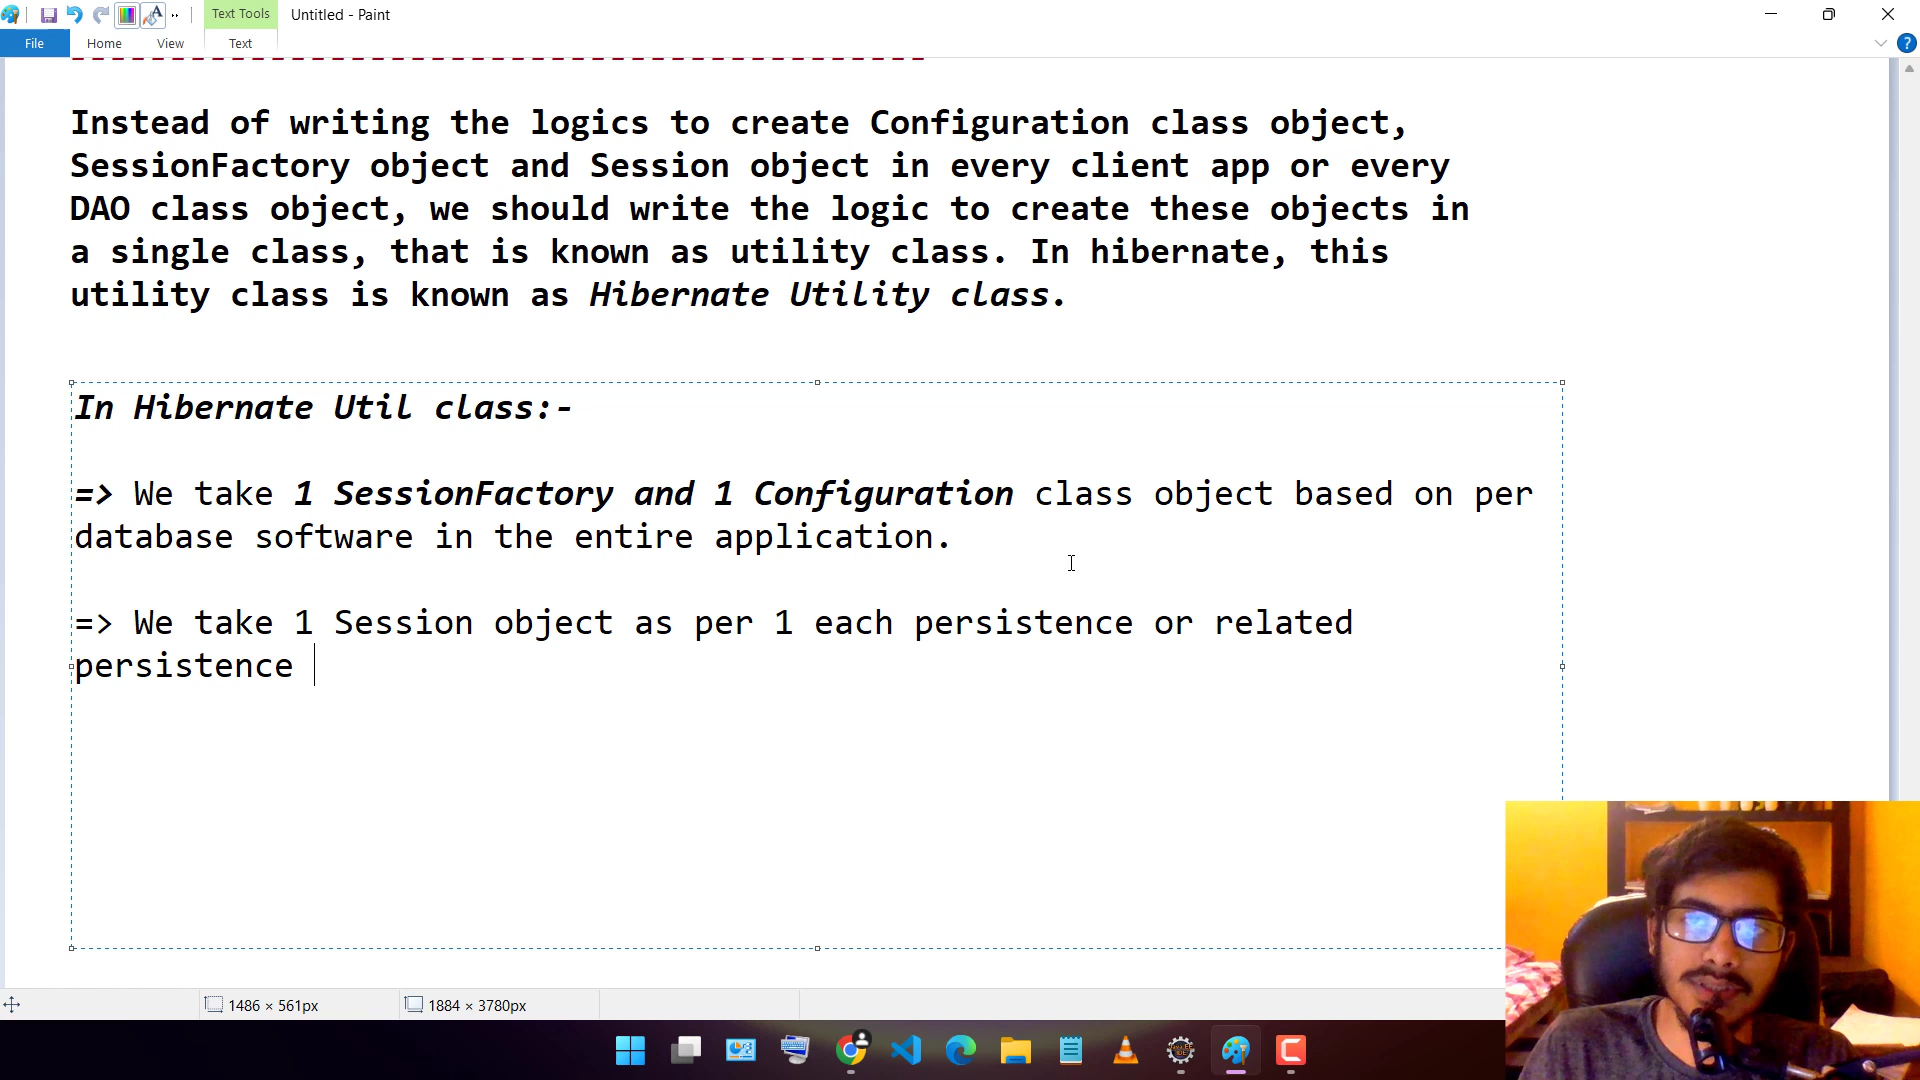 Text Tools
Untitled - Paint
File
Home
View
Text
?
Instead of writing the logics to create Configuration class object,
SessionFactory object and Session object in every client app or every
DAO class object, we should write the logic to create these objects in
a single class, that is known as utility class. In hibernate, this
utility class is known as Hibernate Utility class.
In Hibernate Util class:-
=> We take 1 SessionFactory and 1 Configuration class object based on per
database software in the entire application.
=> We take 1 Session object as per 1 each persistence or related
persistence
1486 × 561px
1884 × 3780px